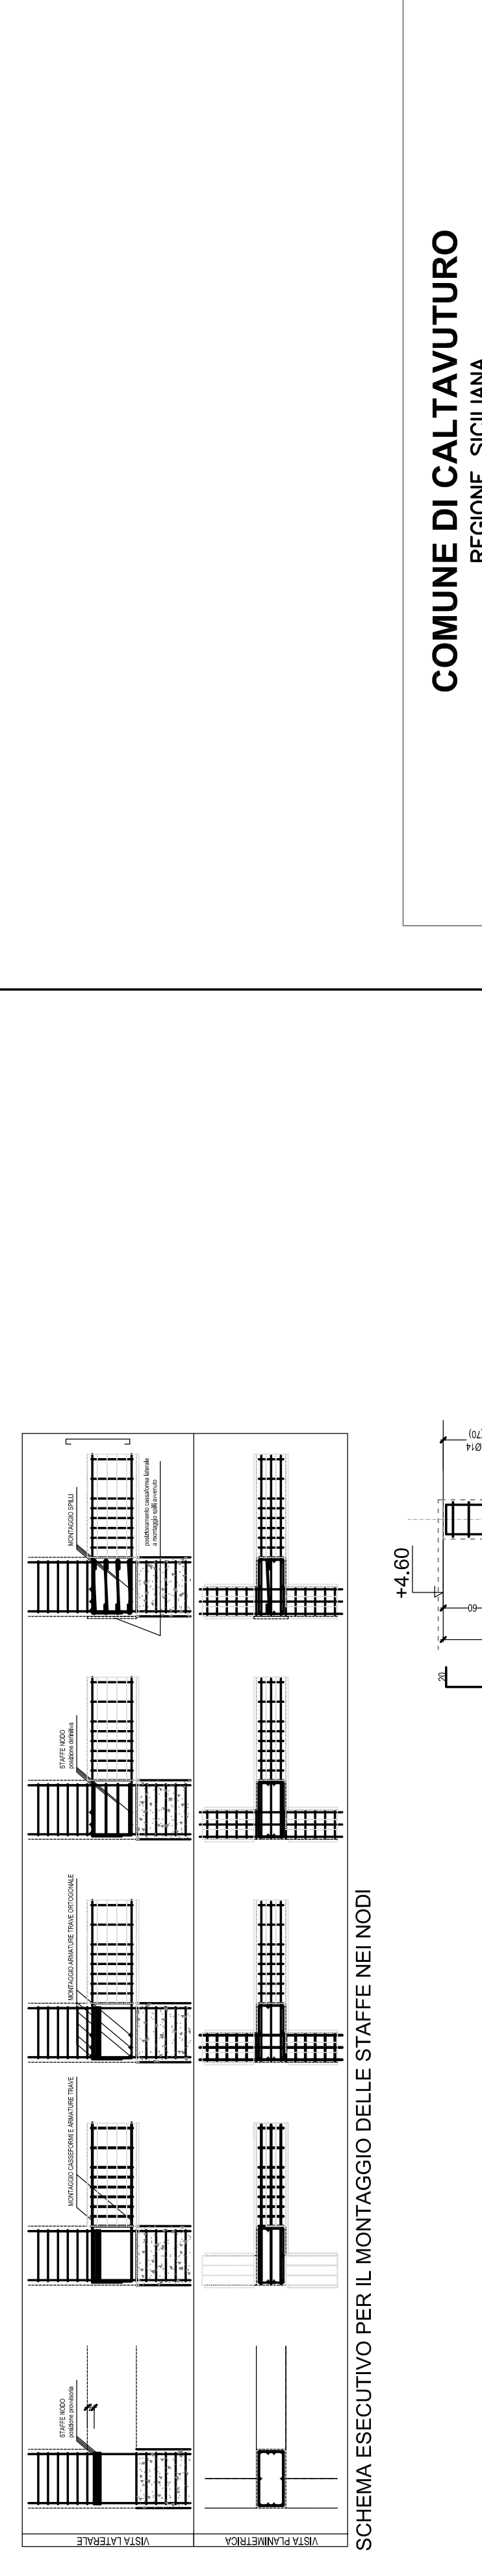 COMUNE DI CALTAVUTURO
REGIONE SICILIANA
SCHEMA ESECUTIVO PER IL MONTAGGIO DELLE STAFFE NEI NODI
VISTA LATERALE
VISTA PLANIMETRICA
STAFFE NODO
posizione provvisoria
MONTAGGIO CASSEFORMI E ARMATURE TRAVE
MONTAGGIO ARMATURE TRAVE ORTOGONALE
STAFFE NODO
posizione definitiva
MONTAGGIO SPILLI
posizionamento cassaforma laterale
a montaggio spilli avvenuto
+4.60
60
20
Ø14